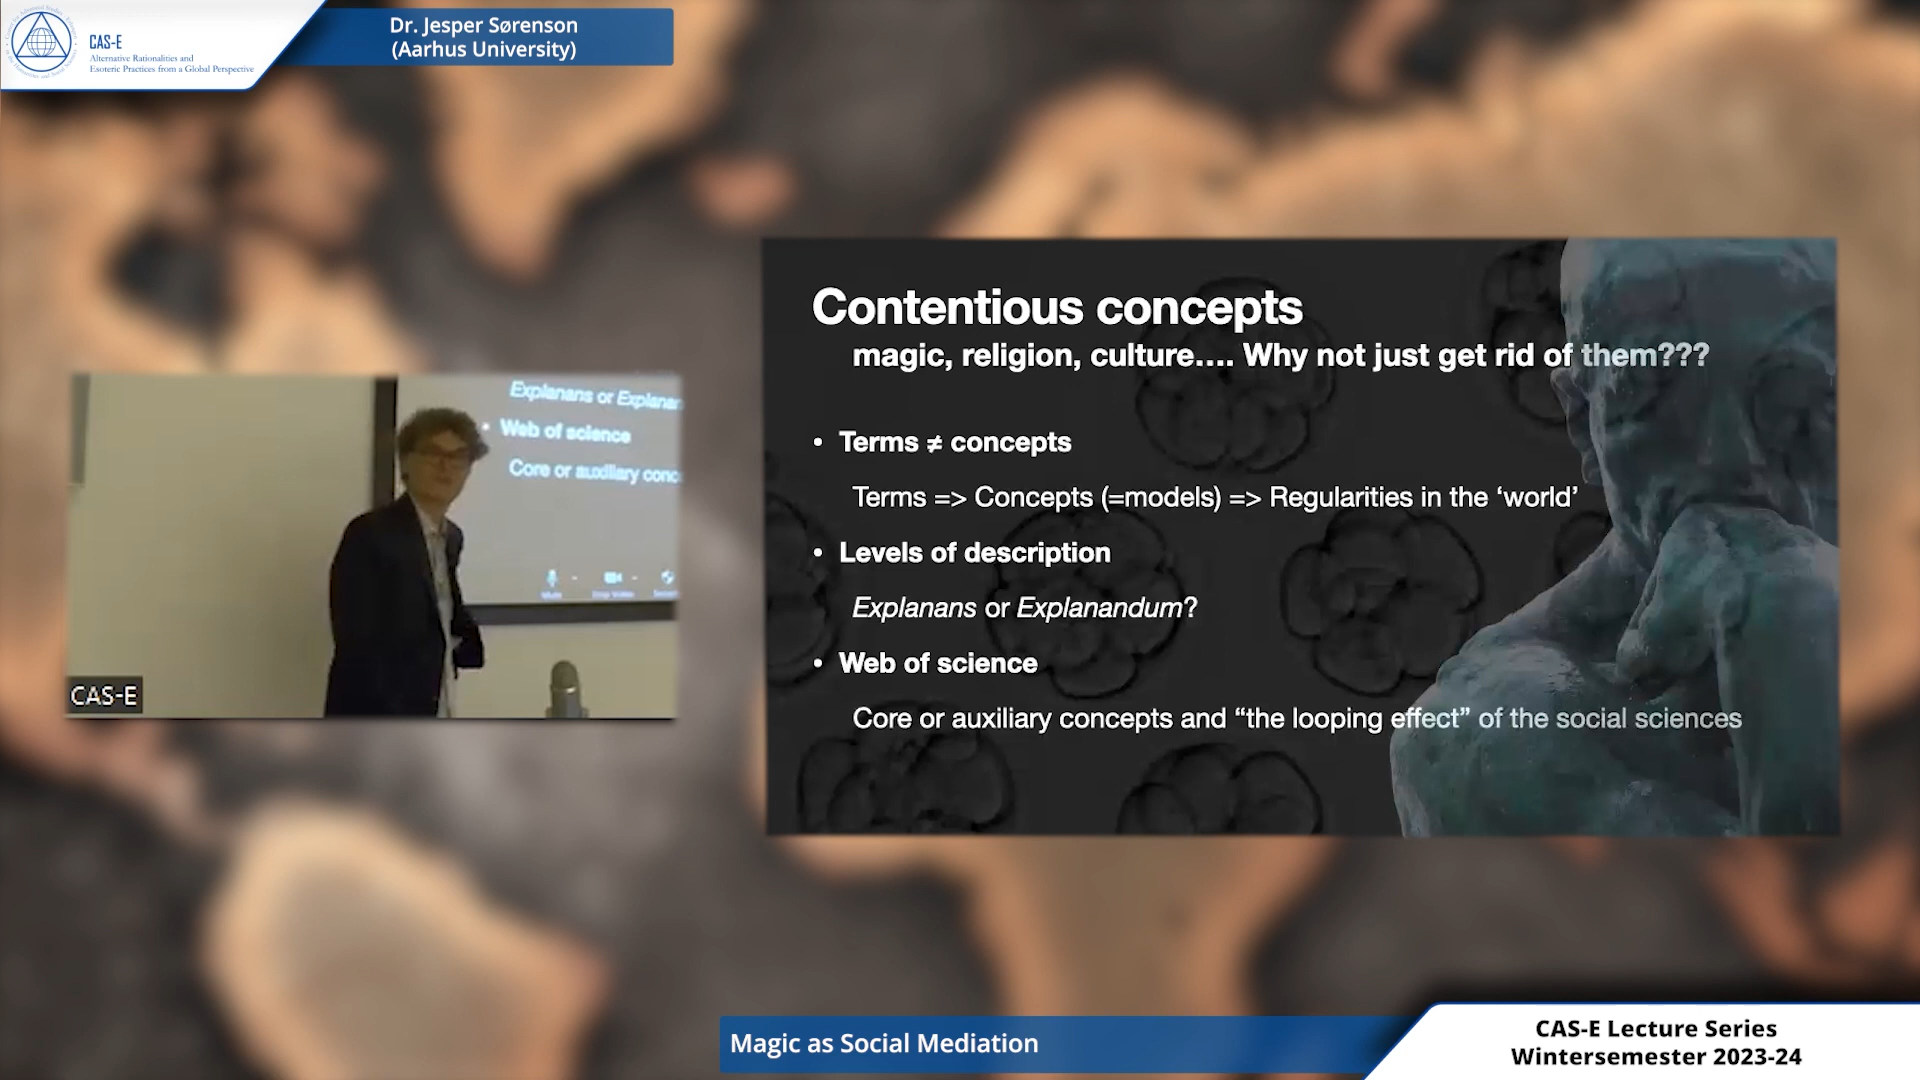 CAS-E
Alternative Rationalities and
Esoteric Practices from a Global Perspective
Dr. Jesper Sørenson
(Aarhus University)
Explanans or Explanan
• Web of science
Core or auxiliary conc
Mute
Stop Video
CAS-E
Contentious concepts
magic, religion, culture.... Why not just get rid of them???
• Terms ≠ concepts
Terms => Concepts (=models) => Regularities in the ‘world’
• Levels of description
Explanans or Explanandum?
• Web of science
Core or auxiliary concepts and “the looping effect” of the social sciences
Magic as Social Mediation
CAS-E Lecture Series
Wintersemester 2023-24